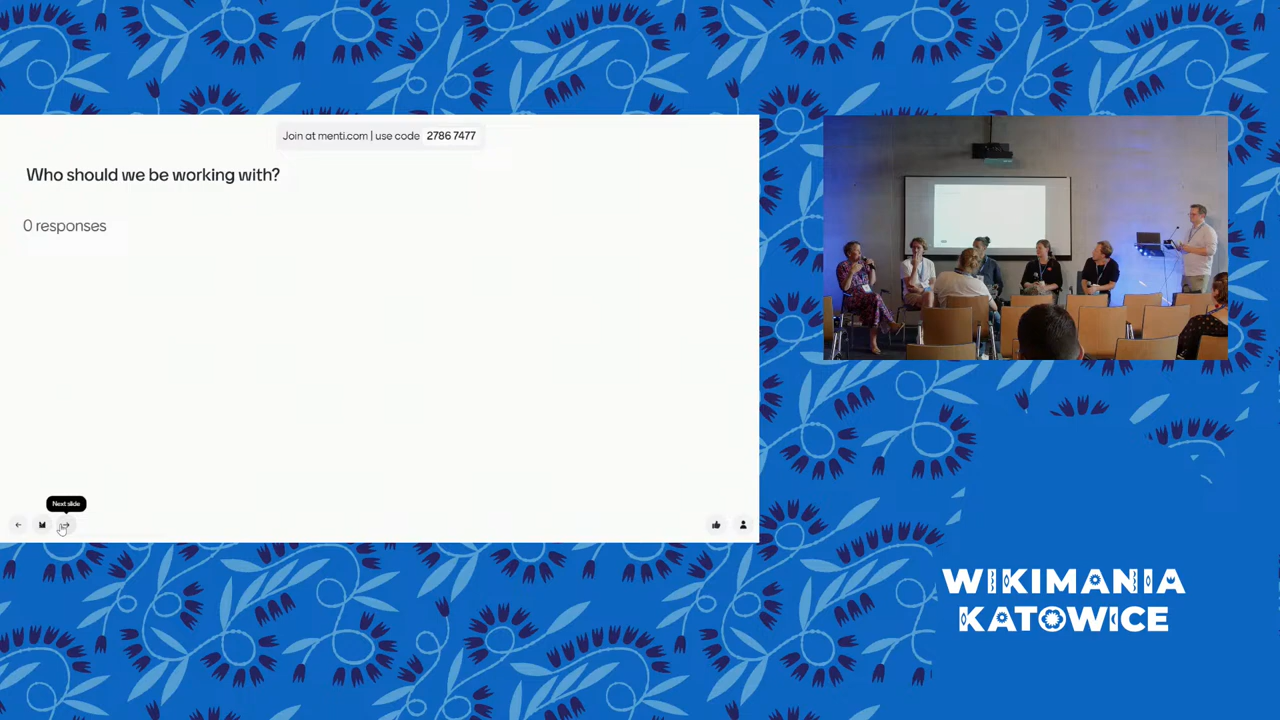 Join at menti.com | use code 2786 7477
Who should we be working with?
0 responses
Next slide
WIKIMANIA
KATOWICE